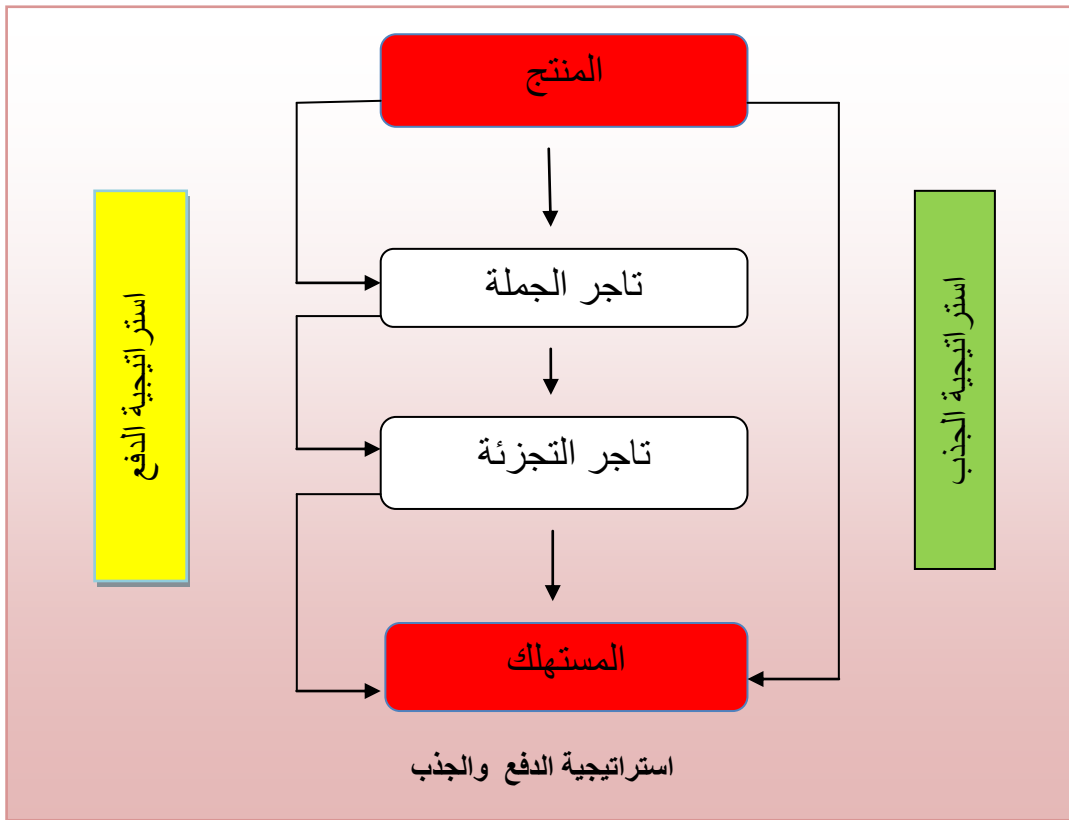 المنتج
استراتيجية الجذب
استراتيجية الدفع
تاجر الجملة
تاجر التجزئة
المستهلك
استراتيجية الدفع والجذب